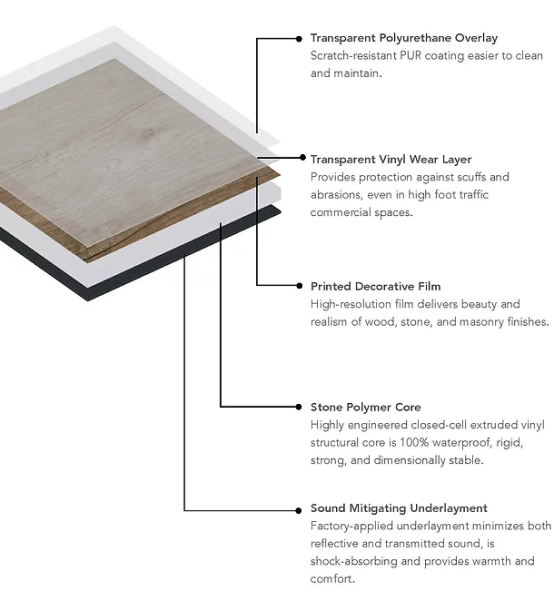 Transparent Polyurethane Overlay
Scratch-resistant PUR coating easier to clean
and maintain.
Transparent Vinyl Wear Layer
Provides protection against scuffs and
abrasions, even in high foot traffic
commercial spaces.
Printed Decorative Film
High-resolution film delivers beauty and
realism of wood, stone, and masonry finishes.
Stone Polymer Core
Highly engineered closed-cell extruded vinyl
structural core is 100% waterproof, rigid,
strong, and dimensionally stable.
Sound Mitigating Underlayment
Factory-applied underlayment minimizes both
reflective and transmitted sound, is
shock-absorbing and provides warmth and
comfort.